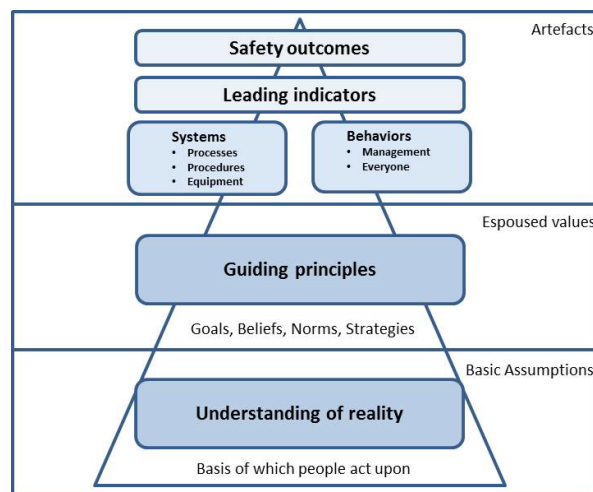 Artefacts
Safety outcomes
Leading indicators
Systems
• Processes
• Procedures
• Equipment
Behaviors
• Management
• Everyone
Espoused values
Guiding principles
Goals, Beliefs, Norms, Strategies
Basic Assumptions
Understanding of reality
Basis of which people act upon